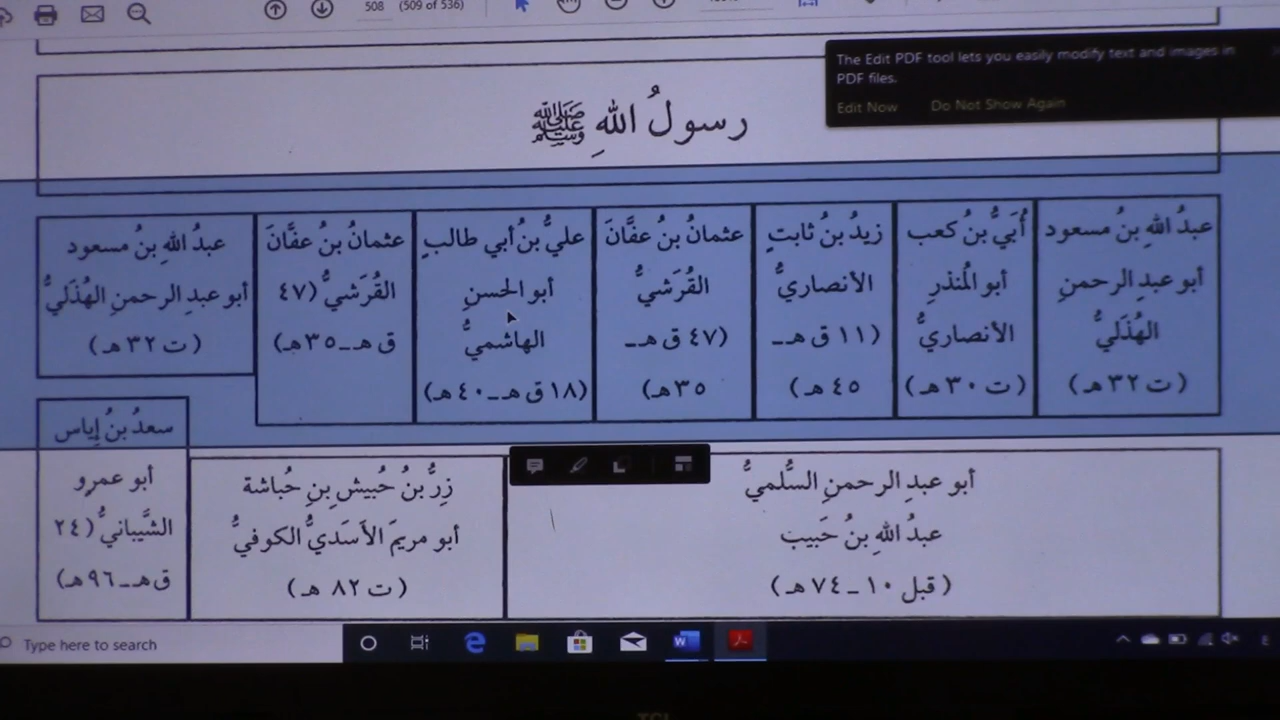 508 (509 of 536)
The Edit PDF tool lets you easily modify text and images in
PDF files.
Edit Now Do Not Show Again
رسولُ اللهِ ﷺ
عبدُ اللهِ بنُ مسعود
أبو عبدِ الرحمنِ
الهُذَليُّ
(ت ٣٢ هـ)
أُبَيُّ بنُ كعب
أبو المُنذرِ
الأنصاريُّ
(ت ٣٠ هـ)
زيدُ بنُ ثابتٍ
الأنصاريُّ
(١١ ق هـ ـ
٤٥ هـ)
عثمانُ بنُ عفَّانَ
القُرَشيُّ
(٤٧ ق هـ ـ
٣٥ هـ)
عليُّ بنُ أبي طالبٍ
أبو الحسنِ
الهاشميُّ
(١٨ ق هـ ـ ٤٠ هـ)
عثمانُ بنُ عفَّانَ
القُرَشيُّ (٤٧
ق هـ ـ ٣٥ هـ)
عبدُ اللهِ بنُ مسعود
أبو عبدِ الرحمنِ الهُذَليُّ
(ت ٣٢ هـ)
أبو عبدِ الرحمنِ السُّلميُّ
عبدُ اللهِ بنُ حَبيبَ
(قبل ١٠ ـ ٧٤ هـ)
زِرُّ بنُ حُبيشِ بنِ حُباشة
أبو مريمَ الأَسَديُّ الكوفيُّ
(ت ٨٢ هـ)
سعدُ بنُ إياس
أبو عمرٍو
الشَّيبانيُّ (٢٤
ق هـ ـ ٩٦ هـ)
Type here to search